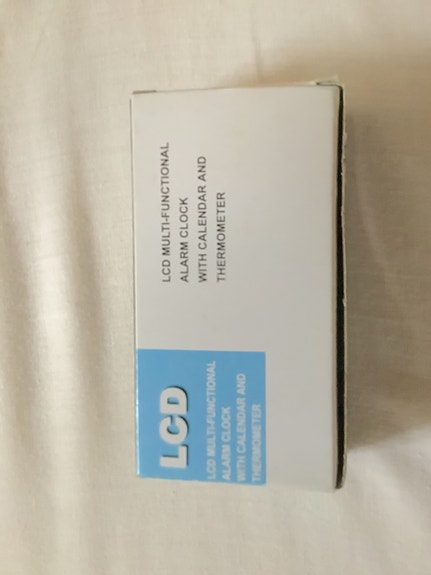 LCD
LCD MULTI-FUNCTIONAL
ALARM CLOCK
WITH CALENDAR AND
THERMOMETER
LCD MULTI-FUNCTIONAL
ALARM CLOCK
WITH CALENDAR AND
THERMOMETER